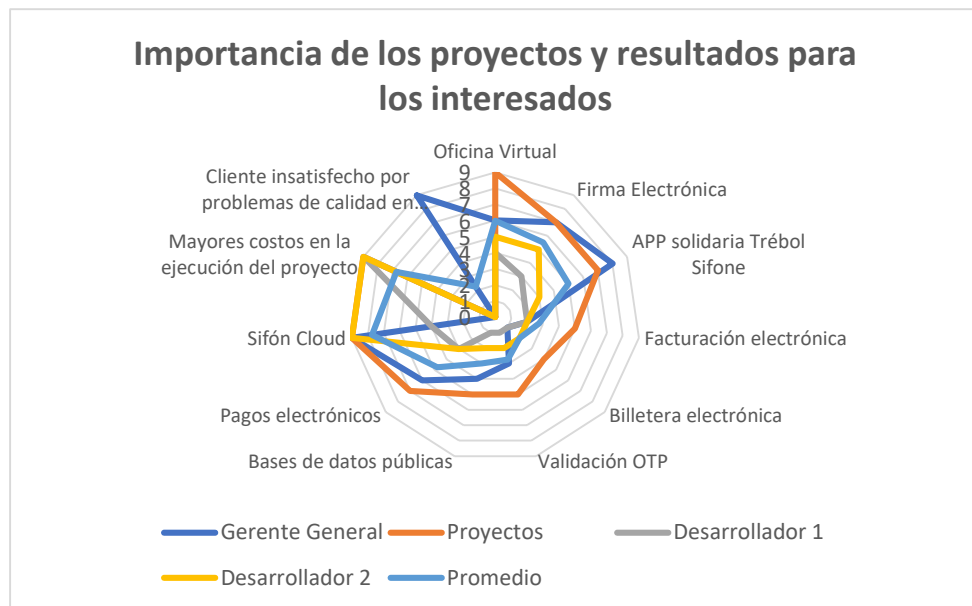 Importancia de los proyectos y resultados para
los interesados
Oficina Virtual
Cliente insatisfecho por
problemas de calidad en..
Firma Electrónica
Mayores costos en la
ejecución del proyecto
APP solidaria Trébol
Sifone
Sifón Cloud
Facturación electrónica
Pagos electrónicos
Billetera electrónica
Bases de datos públicas
Validación OTP
9
8
7
6
5
4
3
2
1
0
Gerente General
Proyectos
Desarrollador 1
Desarrollador 2
Promedio